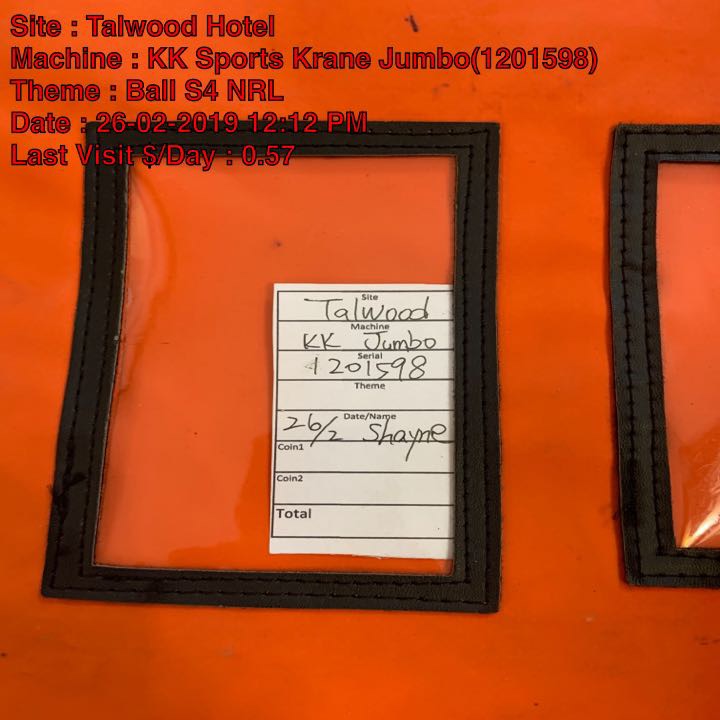 Site : Talwood Hotel
Machine : KK Sports Krane Jumbo(1201598)
Theme : Ball S4 NRL
Date : 26-02-2019 12:12 PM
Last Visit $/Day : 0.57
Site
Talwood
Machine
KK Jumbo
Serial
1201598
Theme
Date/Name
26/2 Shayne
Coin1
Coin2
Total